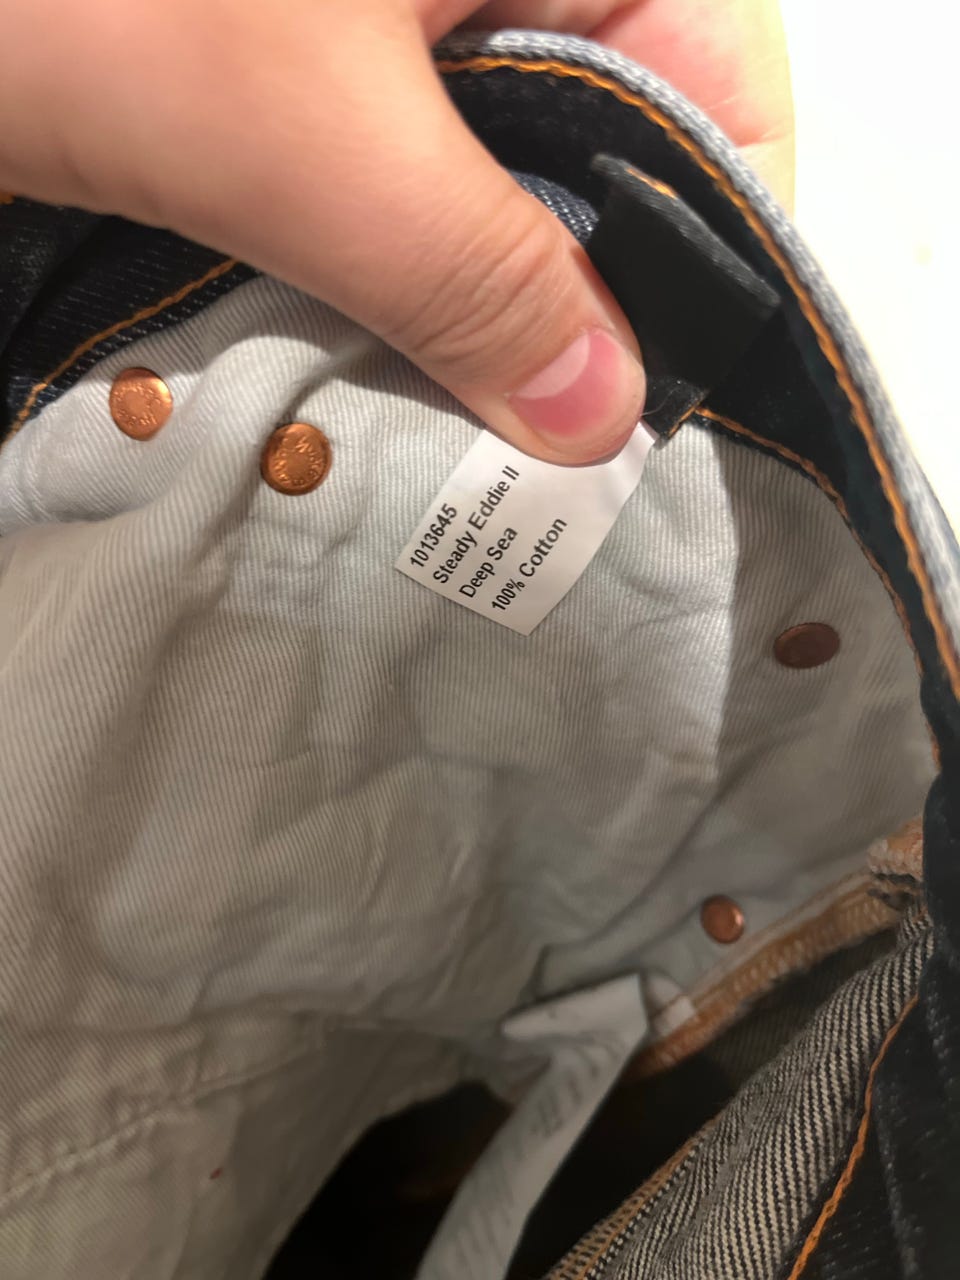 1013645
Steady Eddie II
Deep Sea
100% Cotton